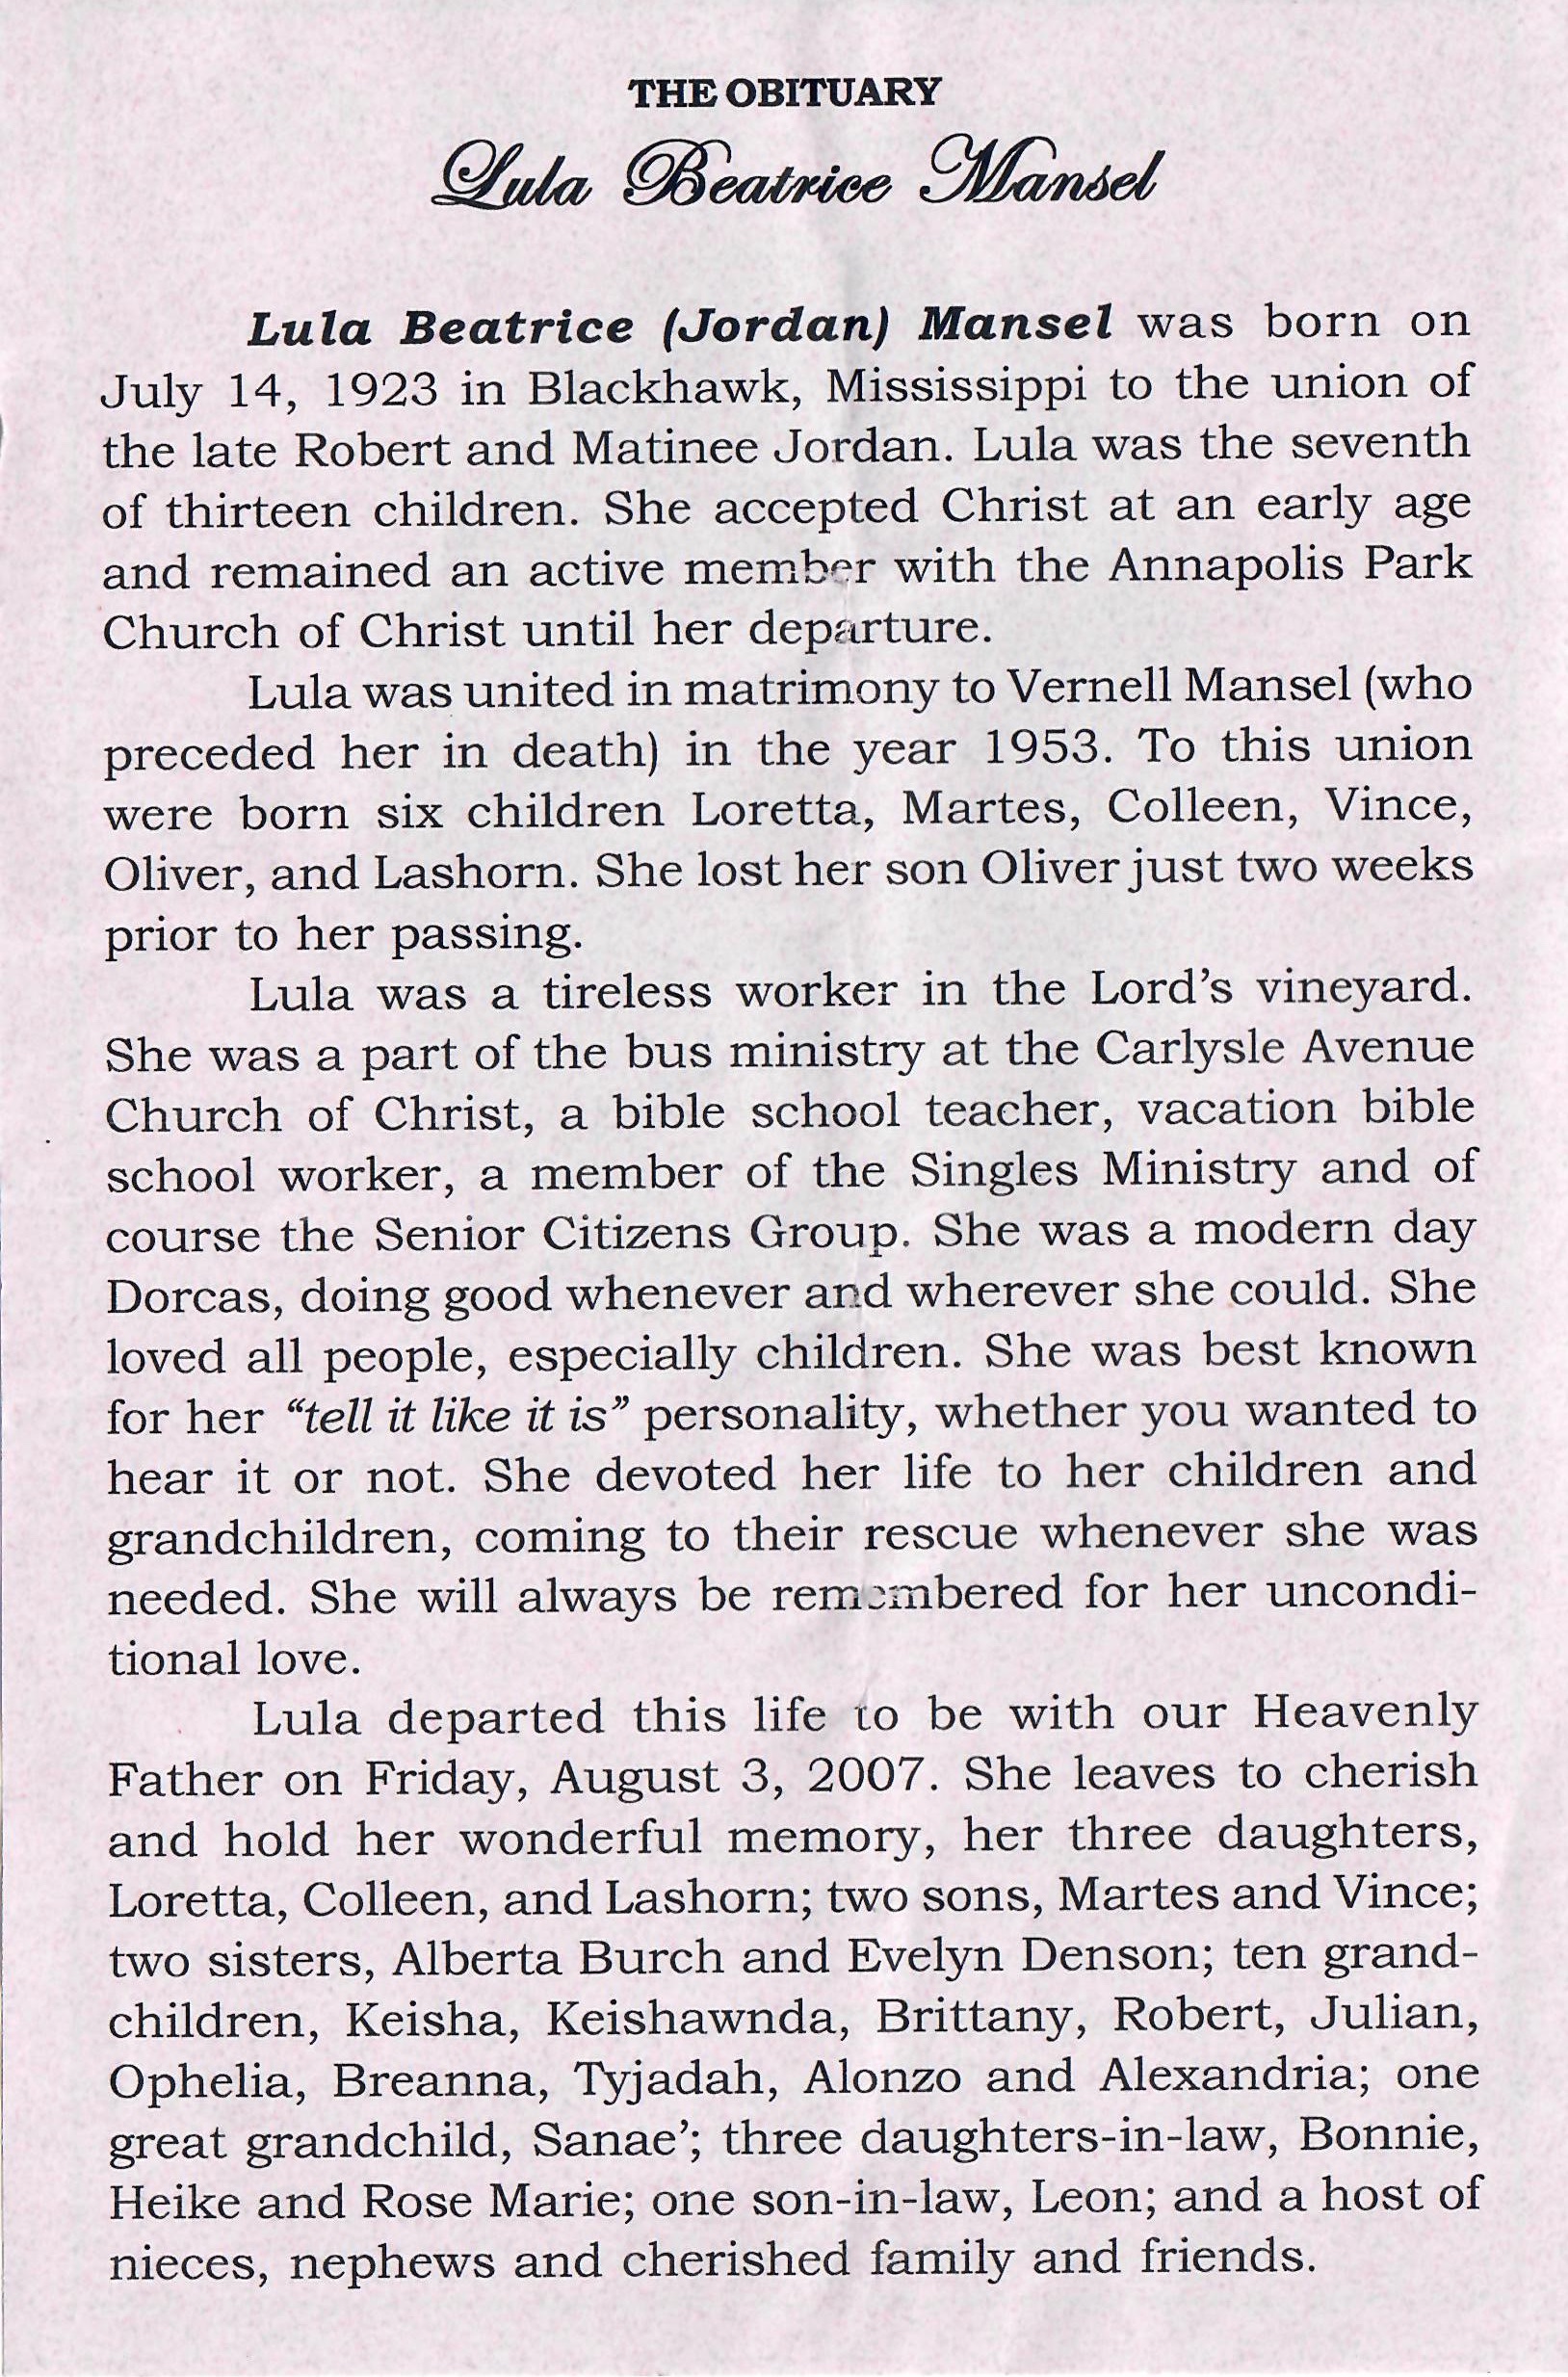 THE OBITUARY
Lula Beatrice Mansel
Lula Beatrice (Jordan) Mansel was born on
July 14, 1923 in Blackhawk, Mississippi to the union of
the late Robert and Matinee Jordan. Lula was the seventh
of thirteen children. She accepted Christ at an early age
and remained an active member with the Annapolis Park
Church of Christ until her departure.
Lula was united in matrimony to Vernell Mansel (who
preceded her in death) in the year 1953. To this union
were born six children Loretta, Martes, Colleen, Vince,
Oliver, and Lashorn. She lost her son Oliver just two weeks
prior to her passing.
Lula was a tireless worker in the Lord's vineyard.
She was a part of the bus ministry at the Carlysle Avenue
Church of Christ, a bible school teacher, vacation bible
school worker, a member of the Singles Ministry and of
course the Senior Citizens Group. She was a modern day
Dorcas, doing good whenever and wherever she could. She
loved all people, especially children. She was best known
for her “tell it like it is” personality, whether you wanted to
hear it or not. She devoted her life to her children and
grandchildren, coming to their rescue whenever she was
needed. She will always be remembered for her uncondi-
tional love.
Lula departed this life to be with our Heavenly
Father on Friday, August 3, 2007. She leaves to cherish
and hold her wonderful memory, her three daughters,
Loretta, Colleen, and Lashorn; two sons, Martes and Vince;
two sisters, Alberta Burch and Evelyn Denson; ten grand-
children, Keisha, Keishawnda, Brittany, Robert, Julian,
Ophelia, Breanna, Tyjadah, Alonzo and Alexandria; one
great grandchild, Sanae’; three daughters-in-law, Bonnie,
Heike and Rose Marie; one son-in-law, Leon; and a host of
nieces, nephews and cherished family and friends.